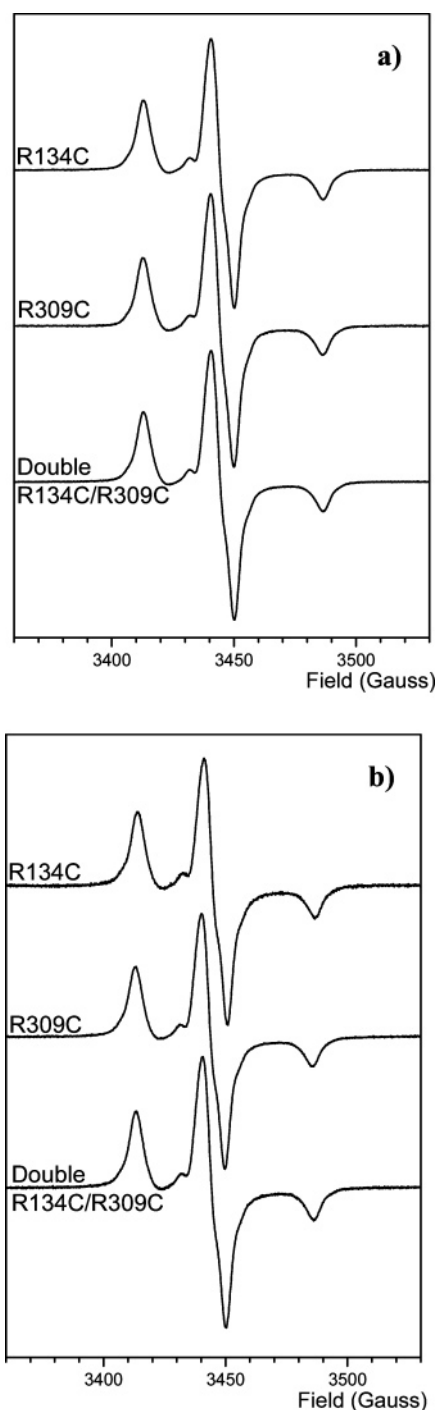 a)
R134C
R309C
Double
R134C/R309C
3400 3450 3500
Field (Gauss)
b)
R134C
R309C
Double
R134C/R309C
3400 3450 3500
Field (Gauss)